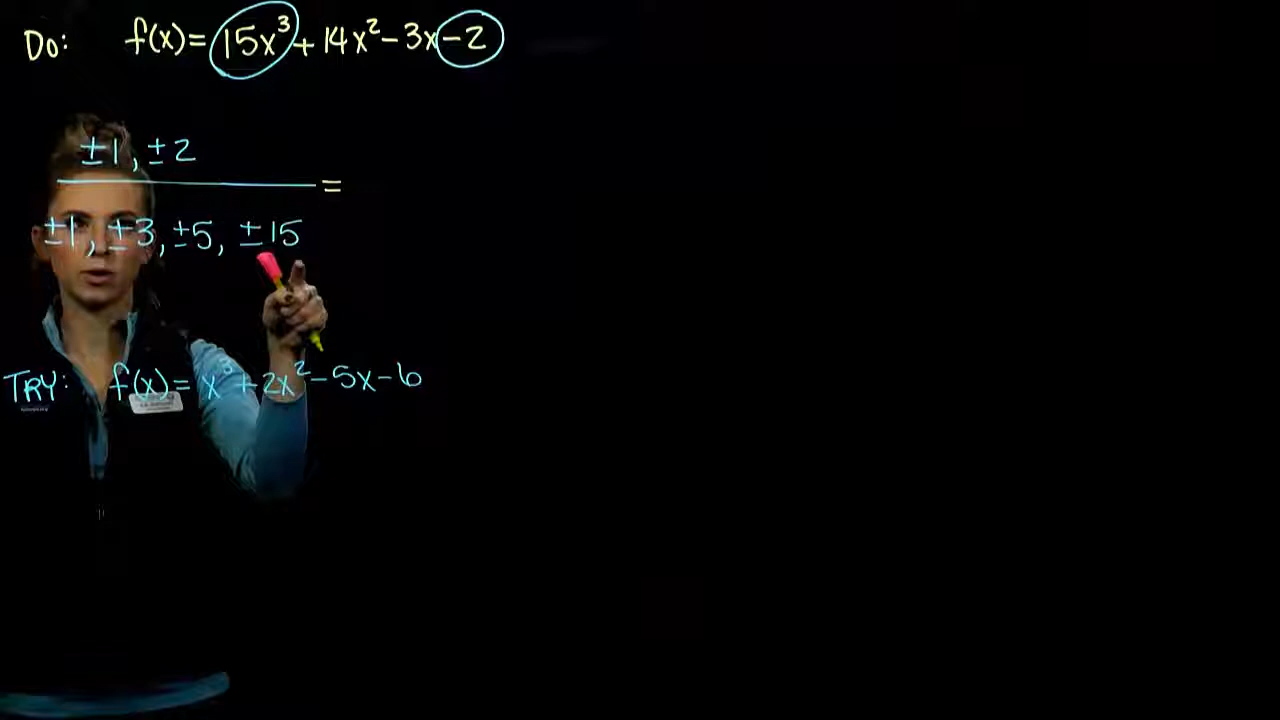 Do: f(x) = 15x³ + 14x² - 3x - 2
±1, ±2
=
±1, ±3, ±5, ±15
TRY: f(x) = x³ + 2x² - 5x - 6